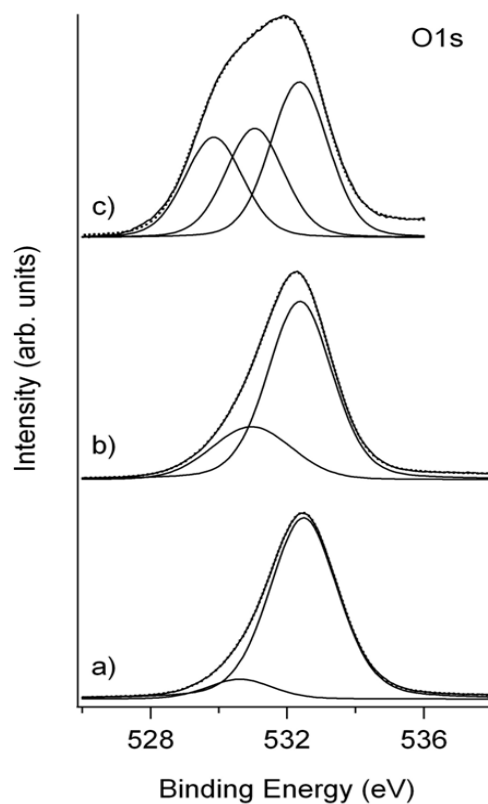 O1s
c)
b)
a)
Intensity (arb. units)
528 532 536
Binding Energy (eV)